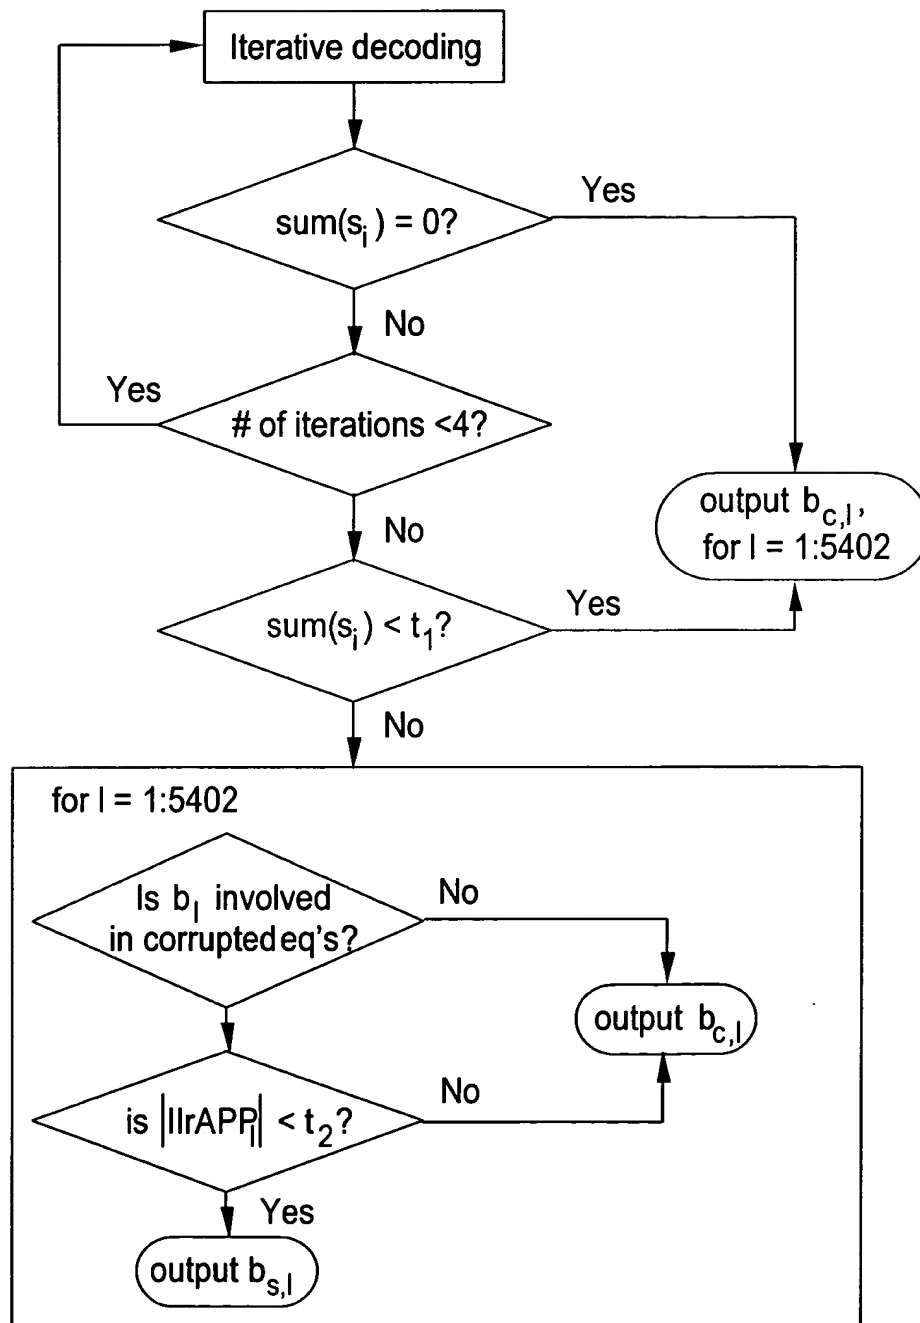 Iterative decoding
Yes
sum(s_i) = 0?
No
Yes
# of iterations <4?
output b_c,l,
for l = 1:5402
No
Yes
sum(s_i) < t_1?
No
for l = 1:5402
Is b_l involved
in corrupted eq's?
No
output b_c,l
is |llrAPP_l| < t_2?
No
Yes
output b_s,l